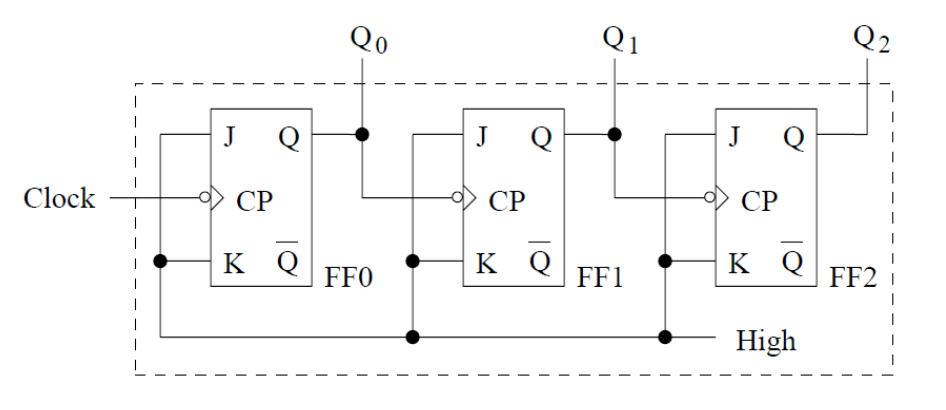 Q0 Q1 Q2
J Q J Q J Q
Clock CP CP CP
K Q̅ FF0 K Q̅ FF1 K Q̅ FF2
High